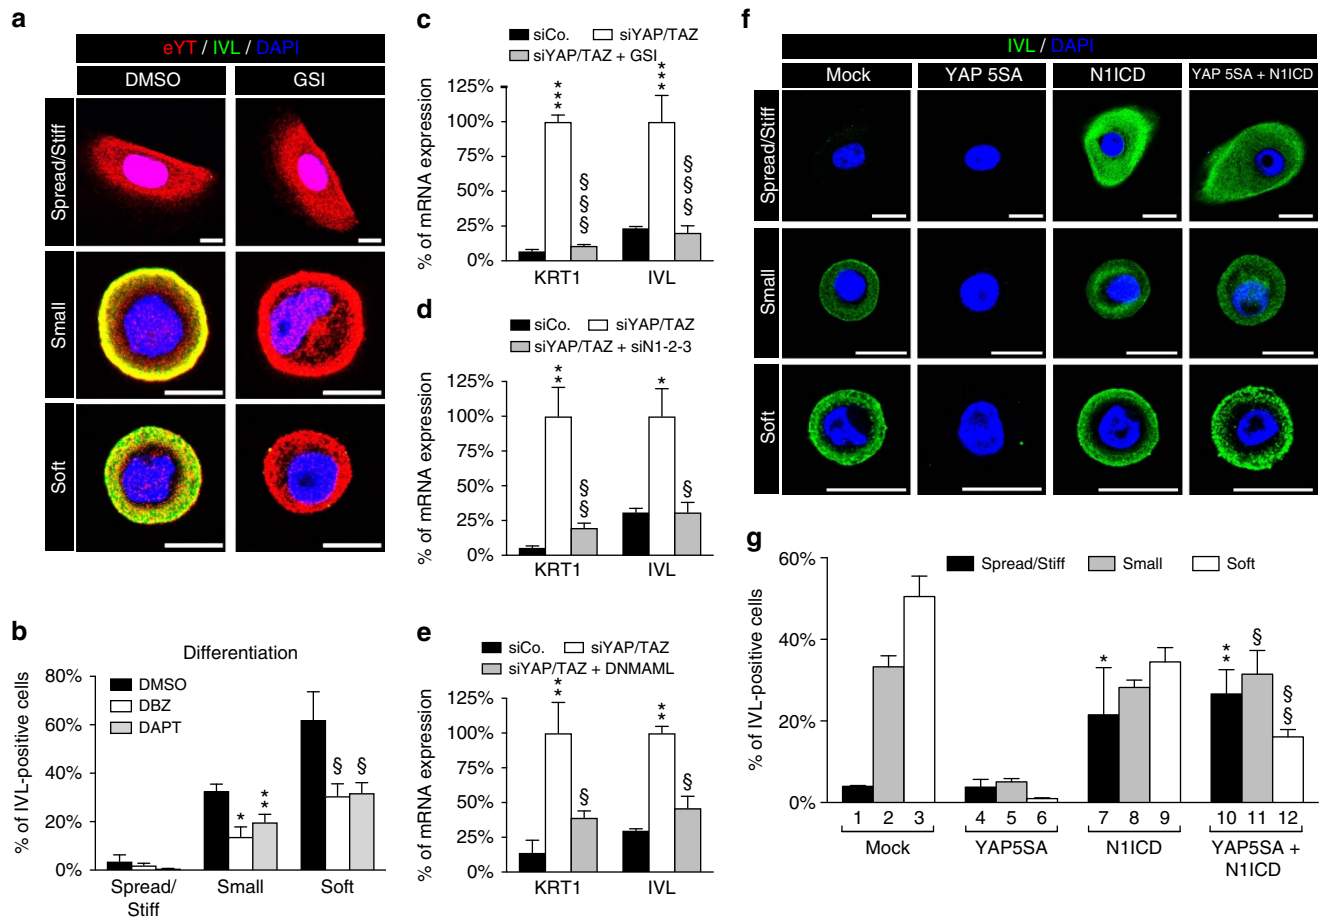 a
eYT / IVL / DAPI
DMSO GSI
Spread/Stiff
Small
Soft
b
Differentiation
% of IVL-positive cells
80%
60%
40%
20%
0%
DMSO
DBZ
DAPT
* ** § §
Spread/
Stiff
Small Soft
c
siCo. siYAP/TAZ
siYAP/TAZ + GSI
% of mRNA expression
125%
100%
75%
50%
25%
0%
*** §§§ *** §§§
KRT1 IVL
d
siCo. siYAP/TAZ
siYAP/TAZ + siN1-2-3
% of mRNA expression
125%
100%
75%
50%
25%
0%
** §§ * §
KRT1 IVL
e
siCo. siYAP/TAZ
siYAP/TAZ + DNMAML
% of mRNA expression
125%
100%
75%
50%
25%
0%
** § ** §
KRT1 IVL
f
IVL / DAPI
Mock YAP 5SA N1ICD YAP 5SA + N1ICD
Spread/Stiff
Small
Soft
g
% of IVL-positive cells
60%
40%
20%
0%
Spread/Stiff Small Soft
* ** § §§
1 2 3 4 5 6 7 8 9 10 11 12
Mock YAP5SA N1ICD YAP5SA +
N1ICD